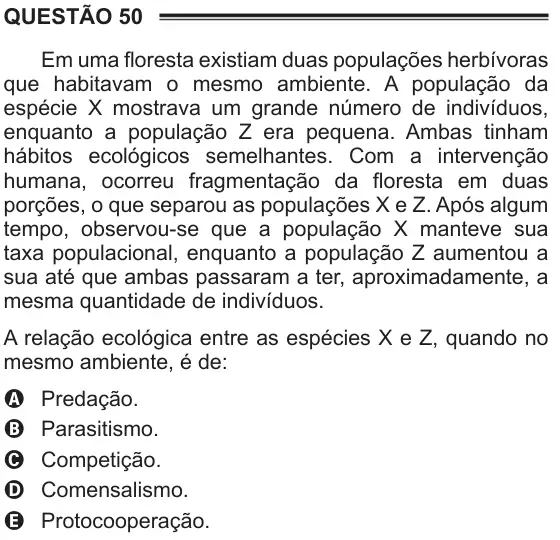 QUESTÃO 50
Em uma floresta existiam duas populações herbívoras
que habitavam o mesmo ambiente. A população da
espécie X mostrava um grande número de indivíduos,
enquanto a população Z era pequena. Ambas tinham
hábitos ecológicos semelhantes. Com a intervenção
humana, ocorreu fragmentação da floresta em duas
porções, o que separou as populações X e Z. Após algum
tempo, observou-se que a população X manteve sua
taxa populacional, enquanto a população Z aumentou a
sua até que ambas passaram a ter, aproximadamente, a
mesma quantidade de indivíduos.
A relação ecológica entre as espécies X e Z, quando no
mesmo ambiente, é de:
A Predação.
B Parasitismo.
C Competição.
D Comensalismo.
E Protocooperação.